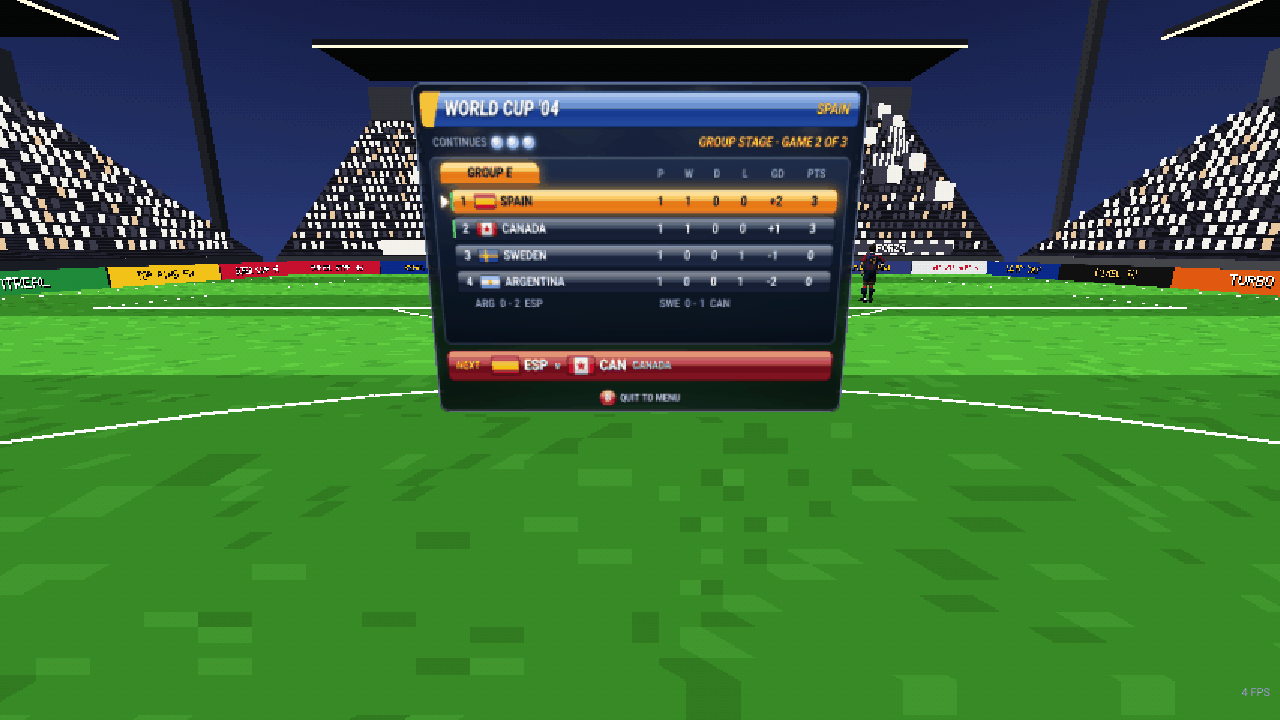 WORLD CUP '04 SPAIN
CONTINUES GROUP STAGE - GAME 2 OF 3
GROUP E P W D L GD PTS
1 SPAIN 1 1 0 0 +2 3
2 CANADA 1 1 0 0 +1 3
3 SWEDEN 1 0 0 1 -1 0
4 ARGENTINA 1 0 0 1 -2 0
ARG 0 - 2 ESP SWE 0 - 1 CAN
NEXT ESP V CAN CANADA
QUIT TO MENU
TURBO
4 FPS